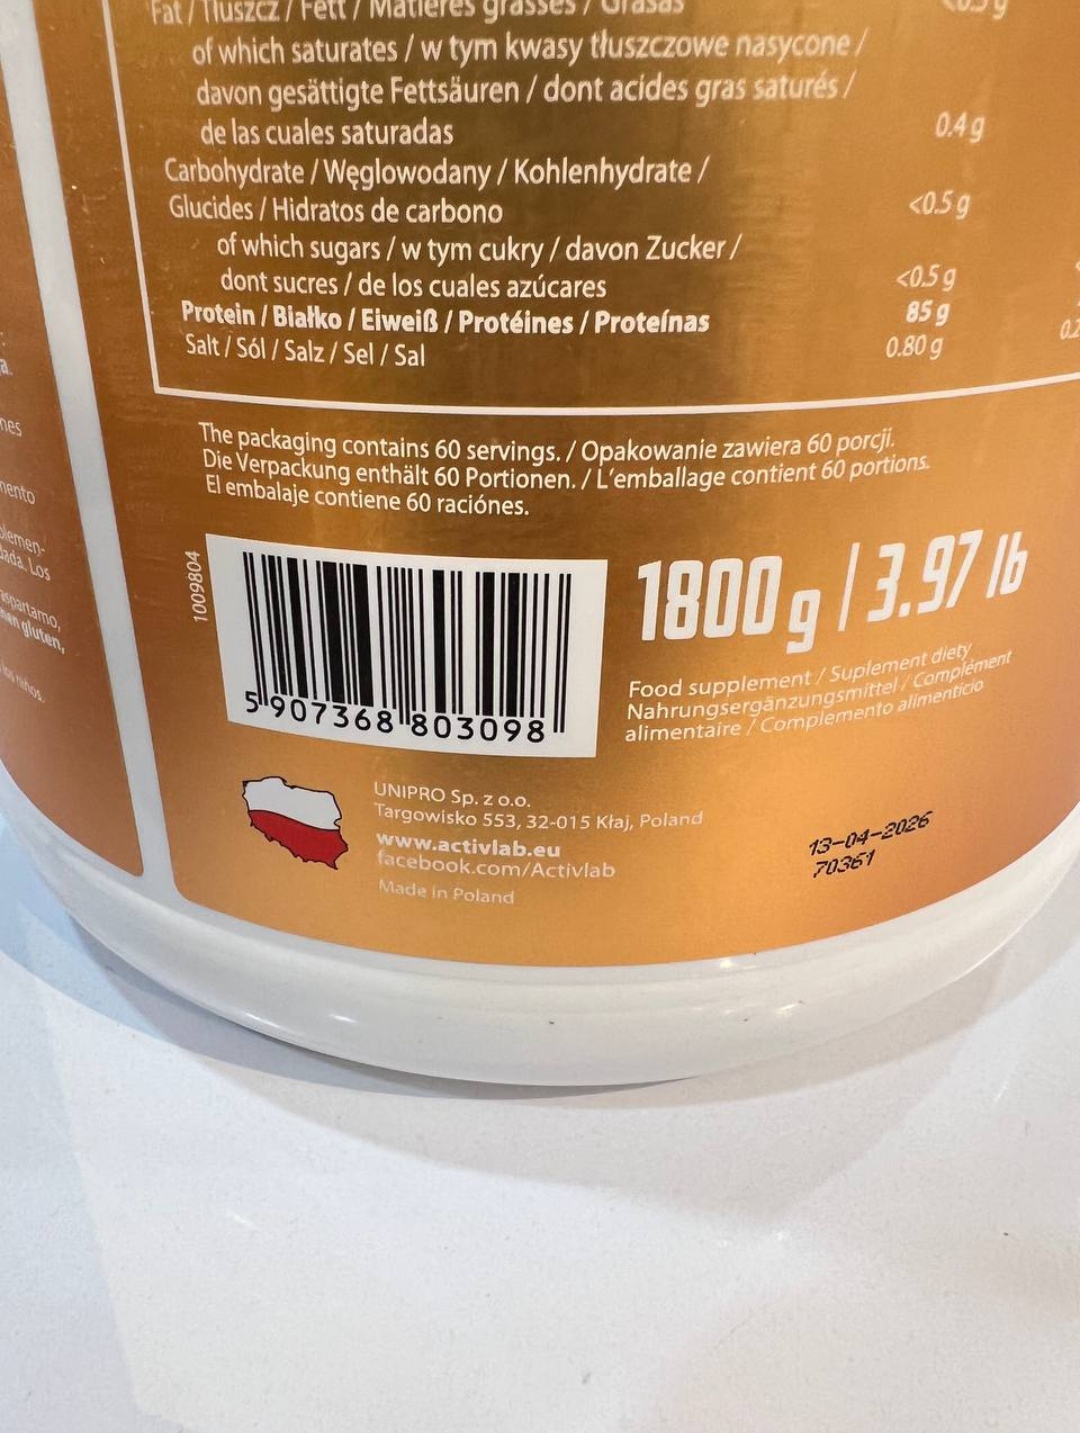 Fat / Tłuszcz / Fett / Matières grasses / Grasas
<0.5 g
of which saturates / w tym kwasy tłuszczowe nasycone /
davon gesättigte Fettsäuren / dont acides gras saturés /
de las cuales saturadas 0.4 g
Carbohydrate / Węglowodany / Kohlenhydrate /
Glucides / Hidratos de carbono <0.5 g
of which sugars / w tym cukry / davon Zucker /
dont sucres / de los cuales azúcares <0.5 g
Protein / Białko / Eiweiß / Protéines / Proteínas 85 g
Salt / Sól / Salz / Sel / Sal 0.80 g
The packaging contains 60 servings. / Opakowanie zawiera 60 porcji.
Die Verpackung enthält 60 Portionen. / L'emballage contient 60 portions.
El embalaje contiene 60 raciónes.
1009804
5 907368 803098
1800 g | 3.97 lb
Food supplement / Suplement diety
Nahrungsergänzungsmittel / Complément
alimentaire / Complemento alimenticio
UNIPRO Sp. z o.o.
Targowisko 553, 32-015 Kłaj, Poland
www.activlab.eu
facebook.com/Activlab
Made in Poland
13-04-2026
70361
aspartamo,
gluten,
los niños.